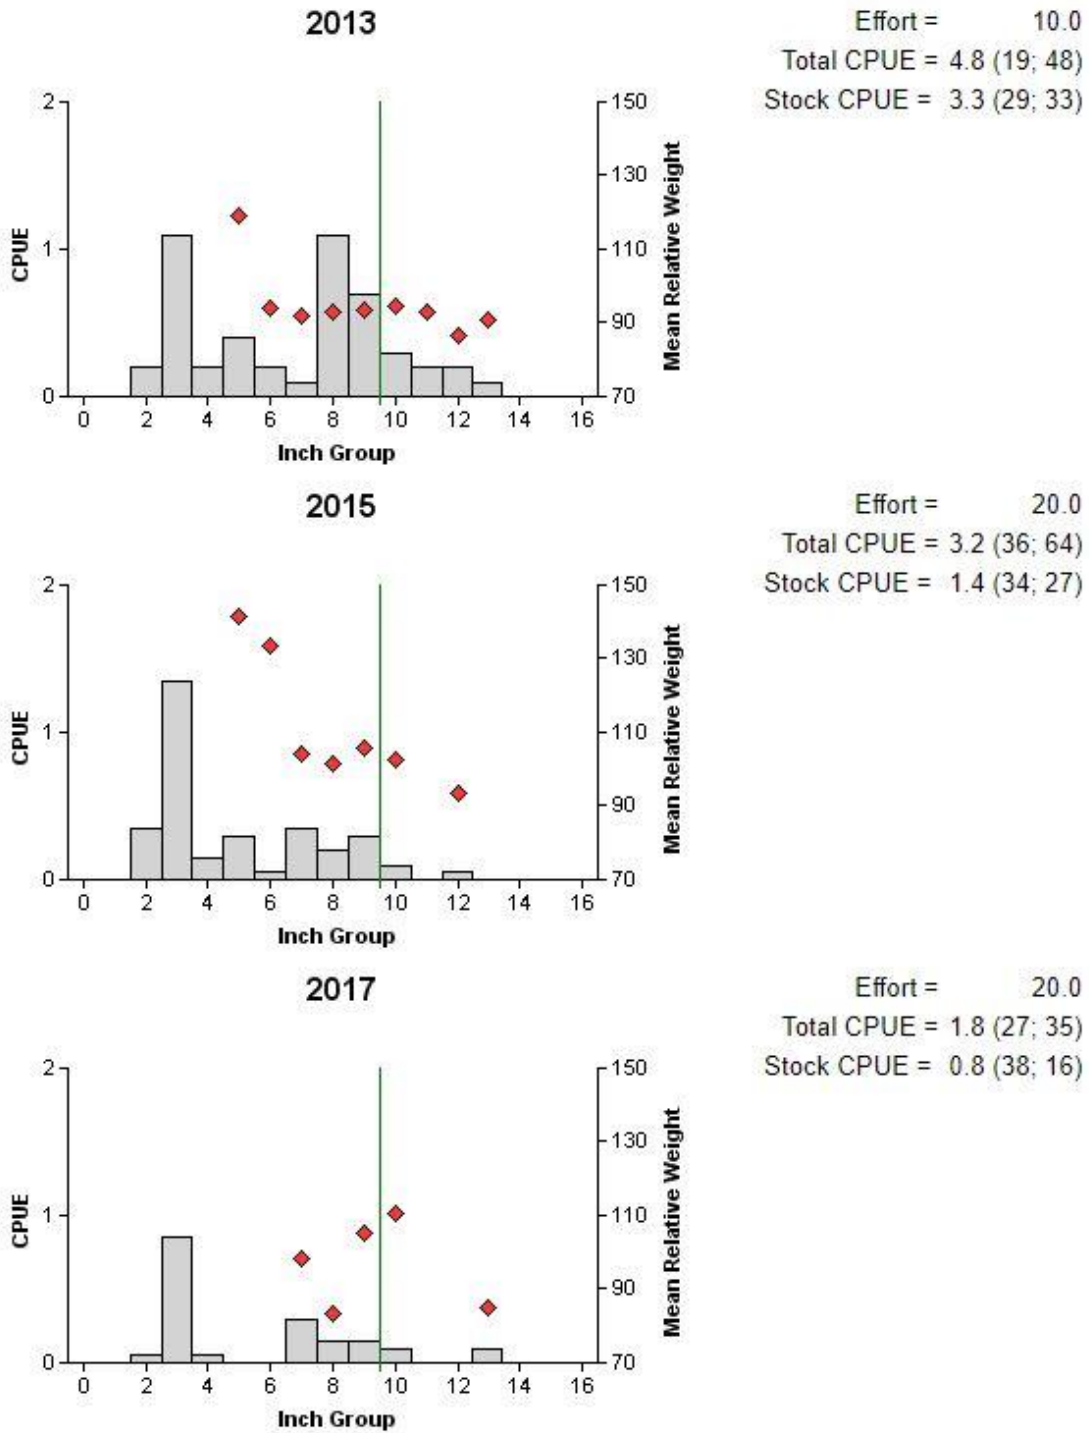 2013
Effort = 10.0
Total CPUE = 4.8 (19; 48)
Stock CPUE = 3.3 (29; 33)
2
1
0
CPUE
150
130
110
90
70
Mean Relative Weight
0 2 4 6 8 10 12 14 16
Inch Group
2015
Effort = 20.0
Total CPUE = 3.2 (36; 64)
Stock CPUE = 1.4 (34; 27)
2
1
0
CPUE
150
130
110
90
70
Mean Relative Weight
0 2 4 6 8 10 12 14 16
Inch Group
2017
Effort = 20.0
Total CPUE = 1.8 (27; 35)
Stock CPUE = 0.8 (38; 16)
2
1
0
CPUE
150
130
110
90
70
Mean Relative Weight
0 2 4 6 8 10 12 14 16
Inch Group